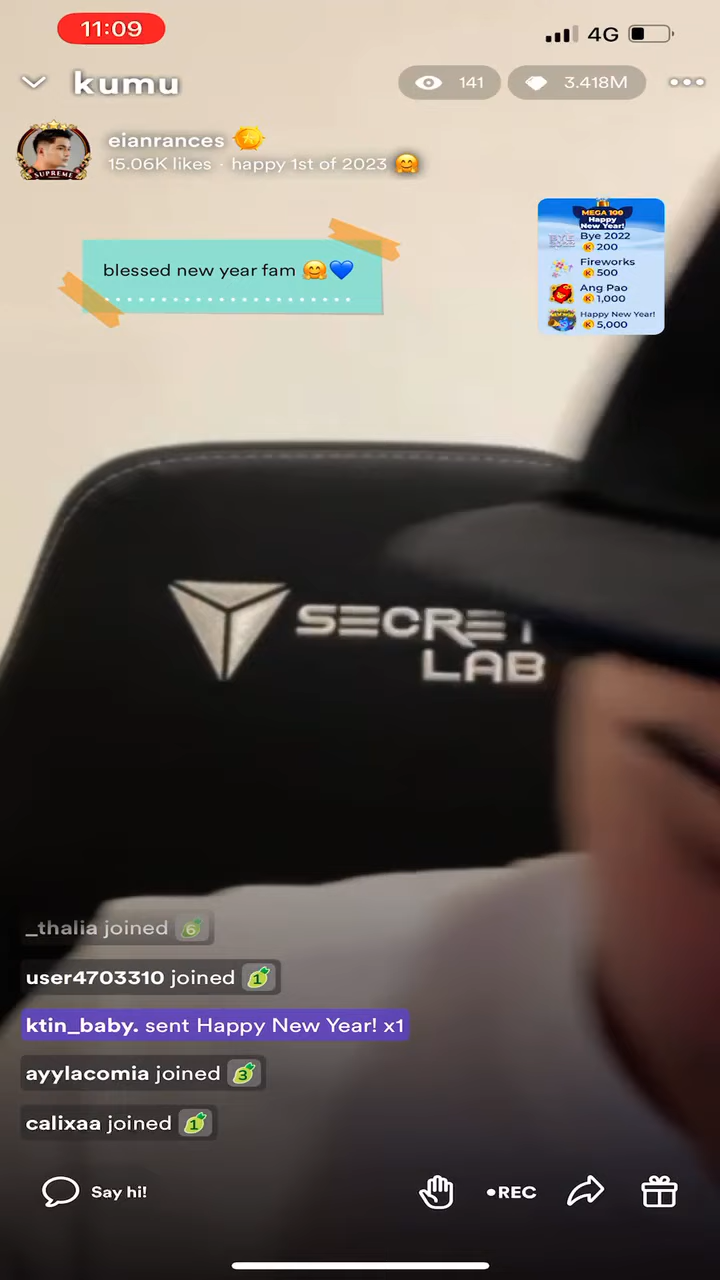 11:09
4G
kumu
141
3.418M
eianrances
15.06K likes · happy 1st of 2023 🤗
SUPREME
blessed new year fam 🤗💙
MEGA 100
Happy
New Year!
Bye 2022
200
Fireworks
500
Ang Pao
1,000
Happy New Year!
5,000
SECRET
LAB
_thalia joined 6
user4703310 joined 1
ktin_baby. sent Happy New Year! x1
ayylacomia joined 3
calixaa joined 1
Say hi!
•REC